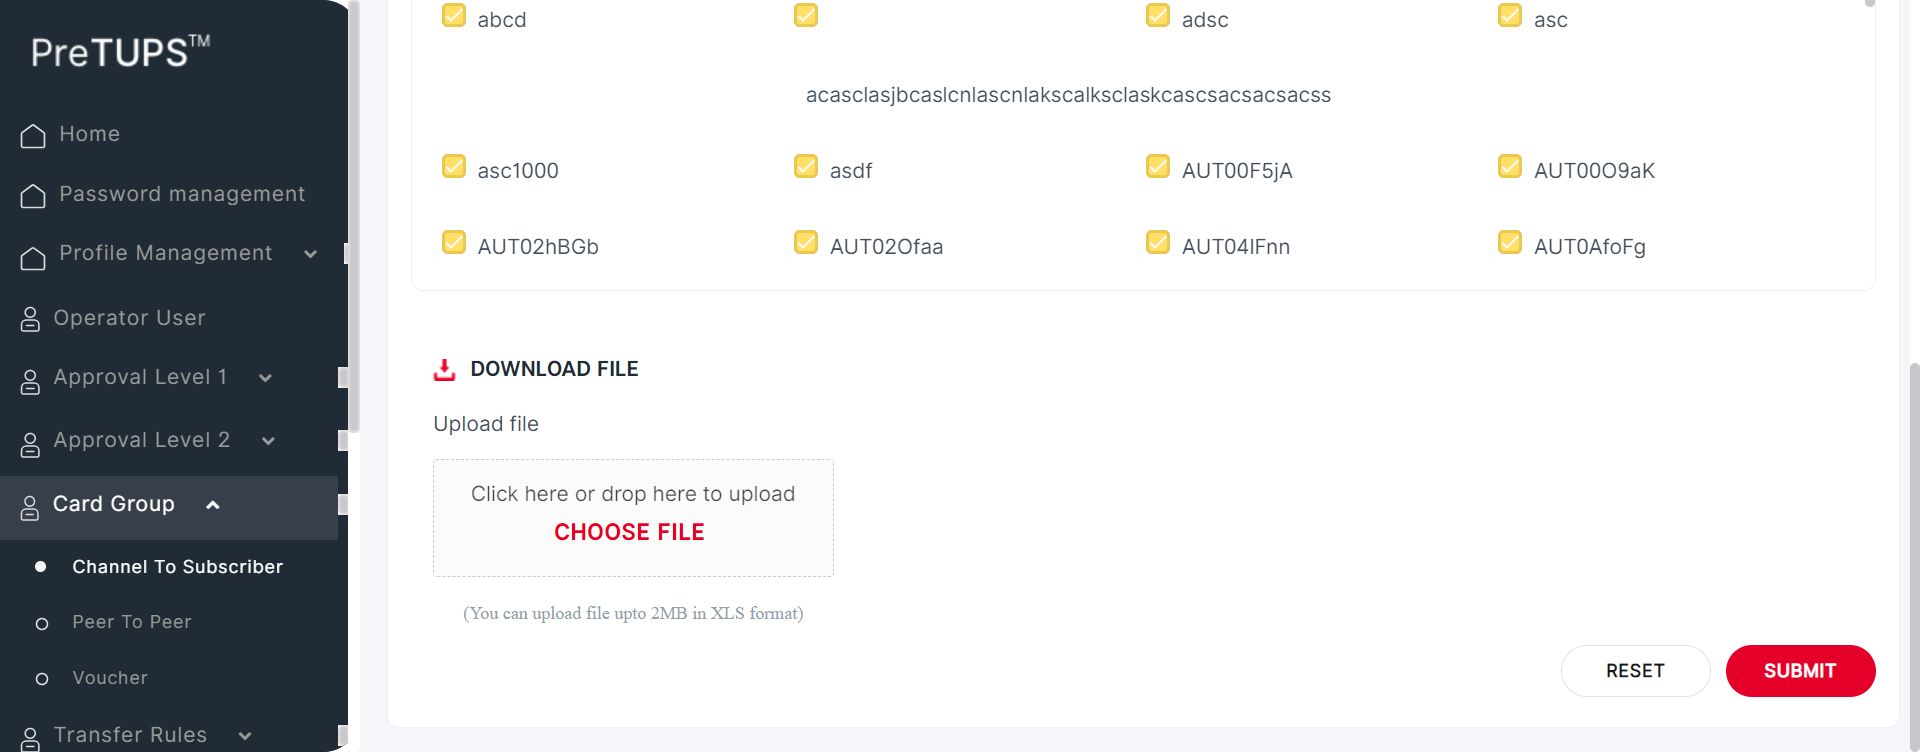 PreTUPS™
Home
Password management
Profile Management
Operator User
Approval Level 1
Approval Level 2
Card Group
Channel To Subscriber
Peer To Peer
Voucher
Transfer Rules
abcd adsc asc
acasclasjbcaslcnlascnlakscalksclaskcascsacsacsacss
asc1000 asdf AUT00F5jA AUT00O9aK
AUT02hBGb AUT02Ofaa AUT04lFnn AUT0AfoFg
DOWNLOAD FILE
Upload file
Click here or drop here to upload
CHOOSE FILE
(You can upload file upto 2MB in XLS format)
RESET SUBMIT